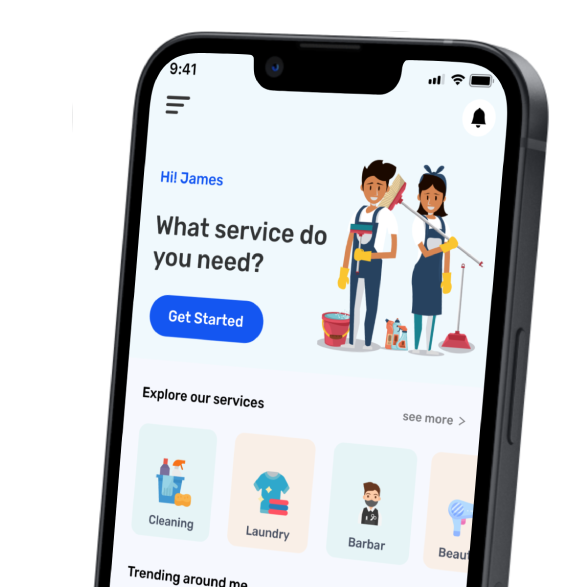 9:41
Hi! James
What service do
you need?
Get Started
Explore our services
see more >
Cleaning
Laundry
Barbar
Beaut
Trending around me